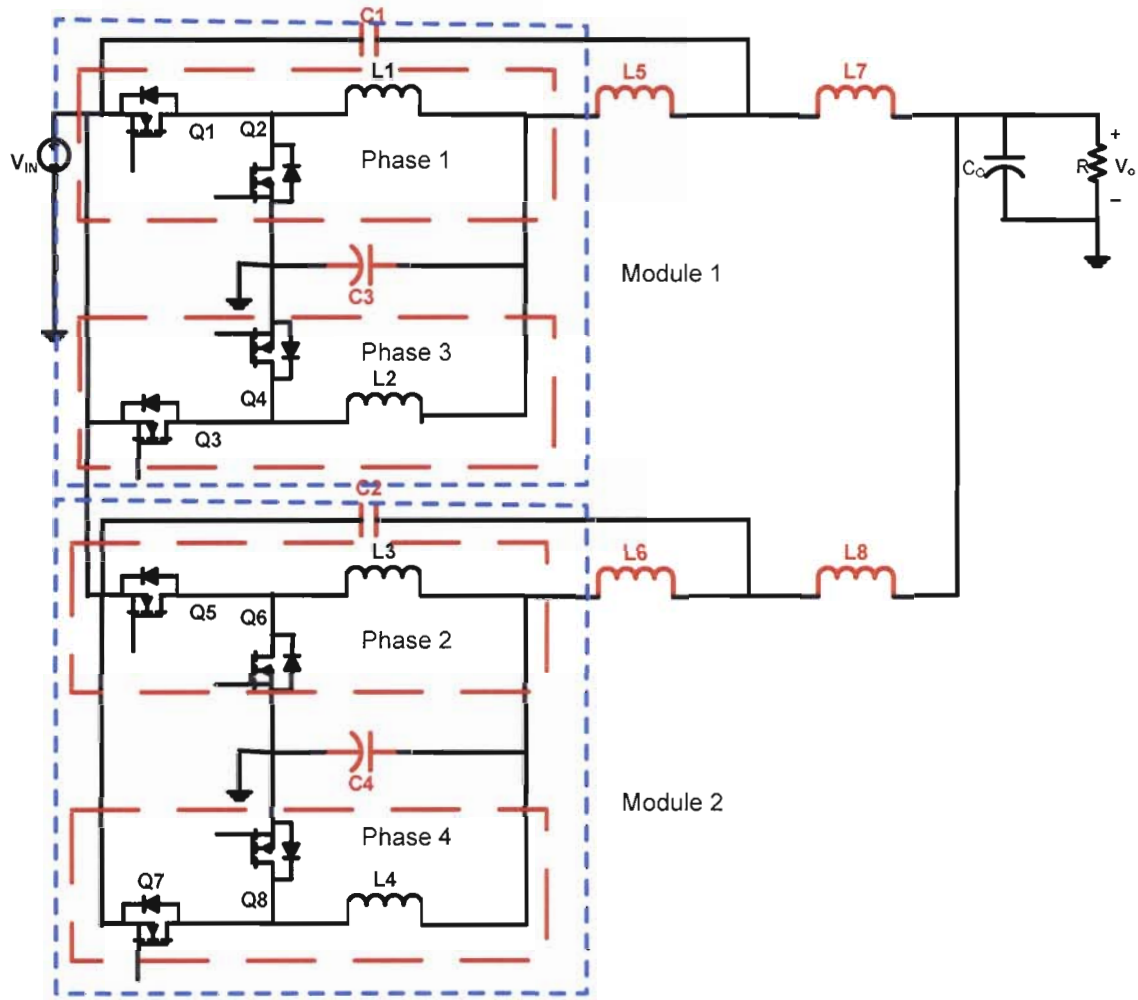 C1
L1
L5
L7
Q1
Q2
VIN
Phase 1
CO
R
+
Vo
−
C3
Module 1
Phase 3
L2
Q4
Q3
C2
L3
L6
L8
Q5
Q6
Phase 2
C4
Module 2
Phase 4
Q7
Q8
L4